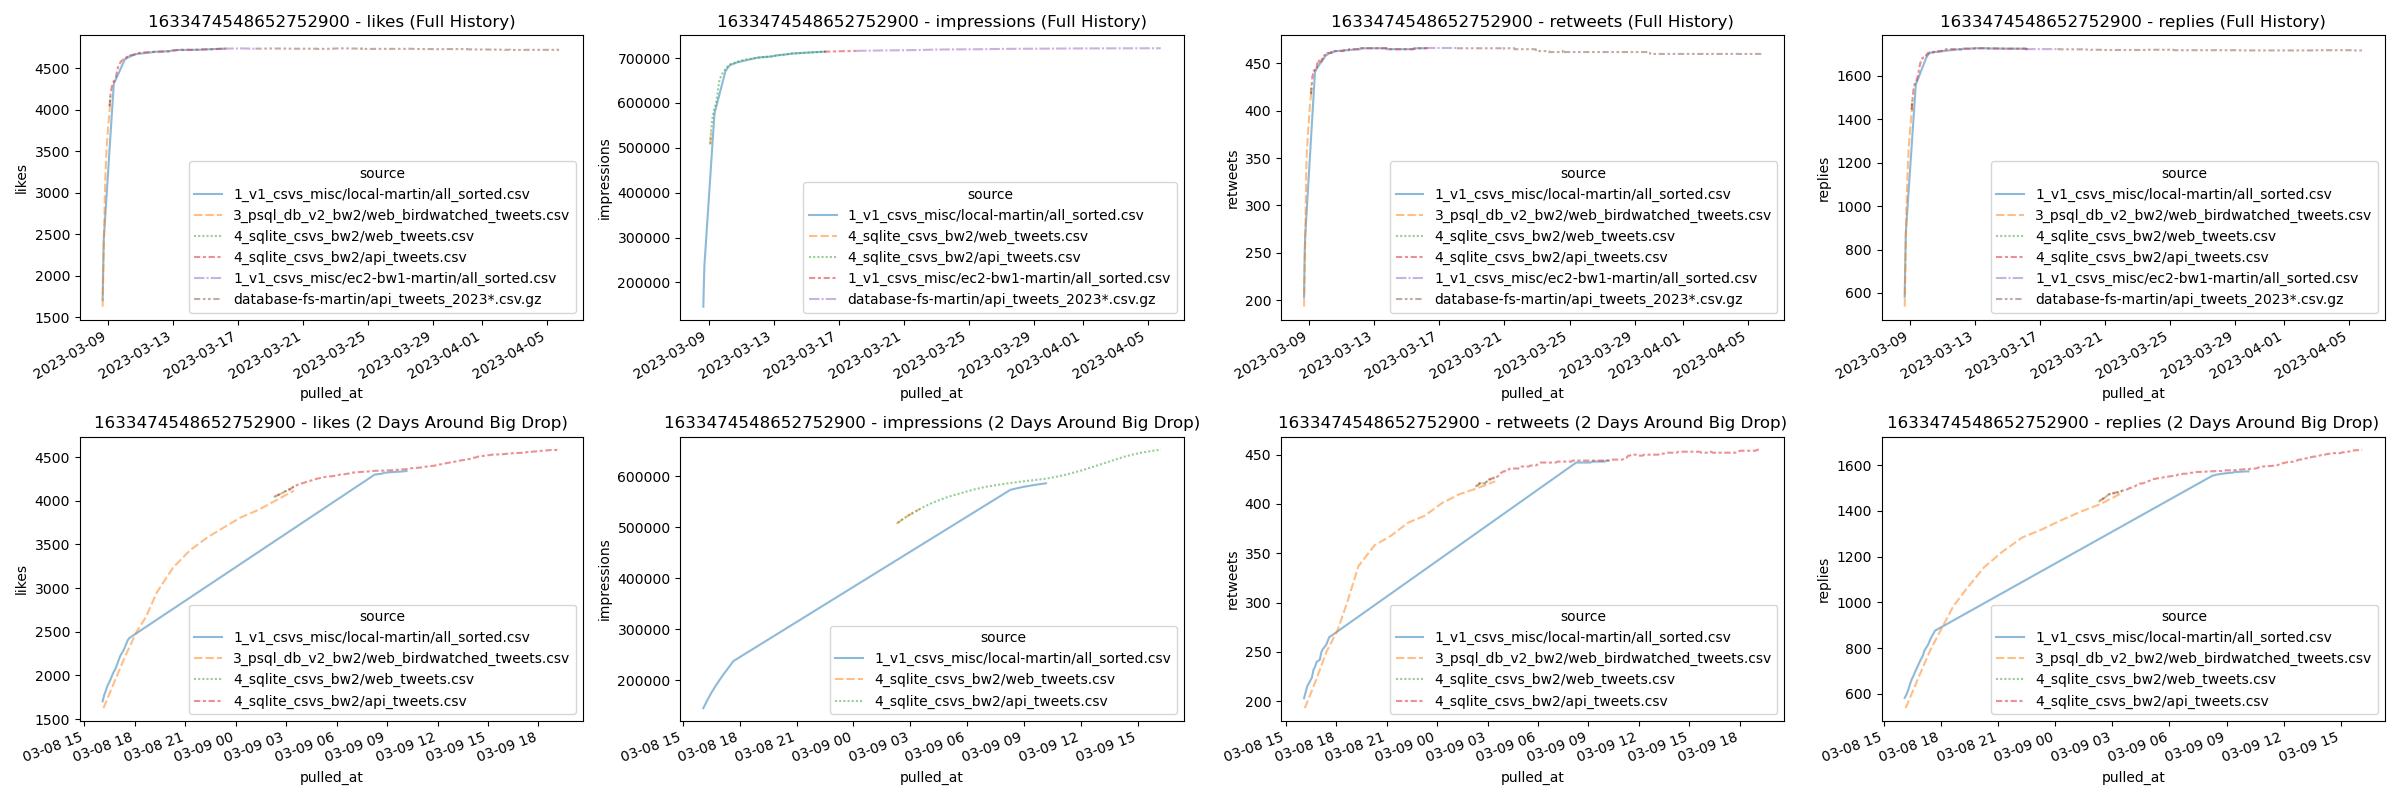 1633474548652752900 - likes (Full History)
likes
4500
4000
3500
3000
2500
2000
1500
source
1_v1_csvs_misc/local-martin/all_sorted.csv
3_psql_db_v2_bw2/web_birdwatched_tweets.csv
4_sqlite_csvs_bw2/web_tweets.csv
4_sqlite_csvs_bw2/api_tweets.csv
1_v1_csvs_misc/ec2-bw1-martin/all_sorted.csv
database-fs-martin/api_tweets_2023*.csv.gz
2023-03-09 2023-03-13 2023-03-17 2023-03-21 2023-03-25 2023-03-29 2023-04-01 2023-04-05
pulled_at
1633474548652752900 - impressions (Full History)
impressions
700000
600000
500000
400000
300000
200000
source
1_v1_csvs_misc/local-martin/all_sorted.csv
4_sqlite_csvs_bw2/web_tweets.csv
4_sqlite_csvs_bw2/api_tweets.csv
1_v1_csvs_misc/ec2-bw1-martin/all_sorted.csv
database-fs-martin/api_tweets_2023*.csv.gz
2023-03-09 2023-03-13 2023-03-17 2023-03-21 2023-03-25 2023-03-29 2023-04-01 2023-04-05
pulled_at
1633474548652752900 - retweets (Full History)
retweets
450
400
350
300
250
200
source
1_v1_csvs_misc/local-martin/all_sorted.csv
3_psql_db_v2_bw2/web_birdwatched_tweets.csv
4_sqlite_csvs_bw2/web_tweets.csv
4_sqlite_csvs_bw2/api_tweets.csv
1_v1_csvs_misc/ec2-bw1-martin/all_sorted.csv
database-fs-martin/api_tweets_2023*.csv.gz
2023-03-09 2023-03-13 2023-03-17 2023-03-21 2023-03-25 2023-03-29 2023-04-01 2023-04-05
pulled_at
1633474548652752900 - replies (Full History)
replies
1600
1400
1200
1000
800
600
source
1_v1_csvs_misc/local-martin/all_sorted.csv
3_psql_db_v2_bw2/web_birdwatched_tweets.csv
4_sqlite_csvs_bw2/web_tweets.csv
4_sqlite_csvs_bw2/api_tweets.csv
1_v1_csvs_misc/ec2-bw1-martin/all_sorted.csv
database-fs-martin/api_tweets_2023*.csv.gz
2023-03-09 2023-03-13 2023-03-17 2023-03-21 2023-03-25 2023-03-29 2023-04-01 2023-04-05
pulled_at
1633474548652752900 - likes (2 Days Around Big Drop)
likes
4500
4000
3500
3000
2500
2000
1500
source
1_v1_csvs_misc/local-martin/all_sorted.csv
3_psql_db_v2_bw2/web_birdwatched_tweets.csv
4_sqlite_csvs_bw2/web_tweets.csv
4_sqlite_csvs_bw2/api_tweets.csv
03-08 15 03-08 18 03-08 21 03-09 00 03-09 03 03-09 06 03-09 09 03-09 12 03-09 15 03-09 18
pulled_at
1633474548652752900 - impressions (2 Days Around Big Drop)
impressions
600000
500000
400000
300000
200000
source
1_v1_csvs_misc/local-martin/all_sorted.csv
4_sqlite_csvs_bw2/web_tweets.csv
4_sqlite_csvs_bw2/api_tweets.csv
03-08 15 03-08 18 03-08 21 03-09 00 03-09 03 03-09 06 03-09 09 03-09 12 03-09 15
pulled_at
1633474548652752900 - retweets (2 Days Around Big Drop)
retweets
450
400
350
300
250
200
source
1_v1_csvs_misc/local-martin/all_sorted.csv
3_psql_db_v2_bw2/web_birdwatched_tweets.csv
4_sqlite_csvs_bw2/web_tweets.csv
4_sqlite_csvs_bw2/api_tweets.csv
03-08 15 03-08 18 03-08 21 03-09 00 03-09 03 03-09 06 03-09 09 03-09 12 03-09 15 03-09 18
pulled_at
1633474548652752900 - replies (2 Days Around Big Drop)
replies
1600
1400
1200
1000
800
600
source
1_v1_csvs_misc/local-martin/all_sorted.csv
3_psql_db_v2_bw2/web_birdwatched_tweets.csv
4_sqlite_csvs_bw2/web_tweets.csv
4_sqlite_csvs_bw2/api_tweets.csv
03-08 15 03-08 18 03-08 21 03-09 00 03-09 03 03-09 06 03-09 09 03-09 12 03-09 15
pulled_at